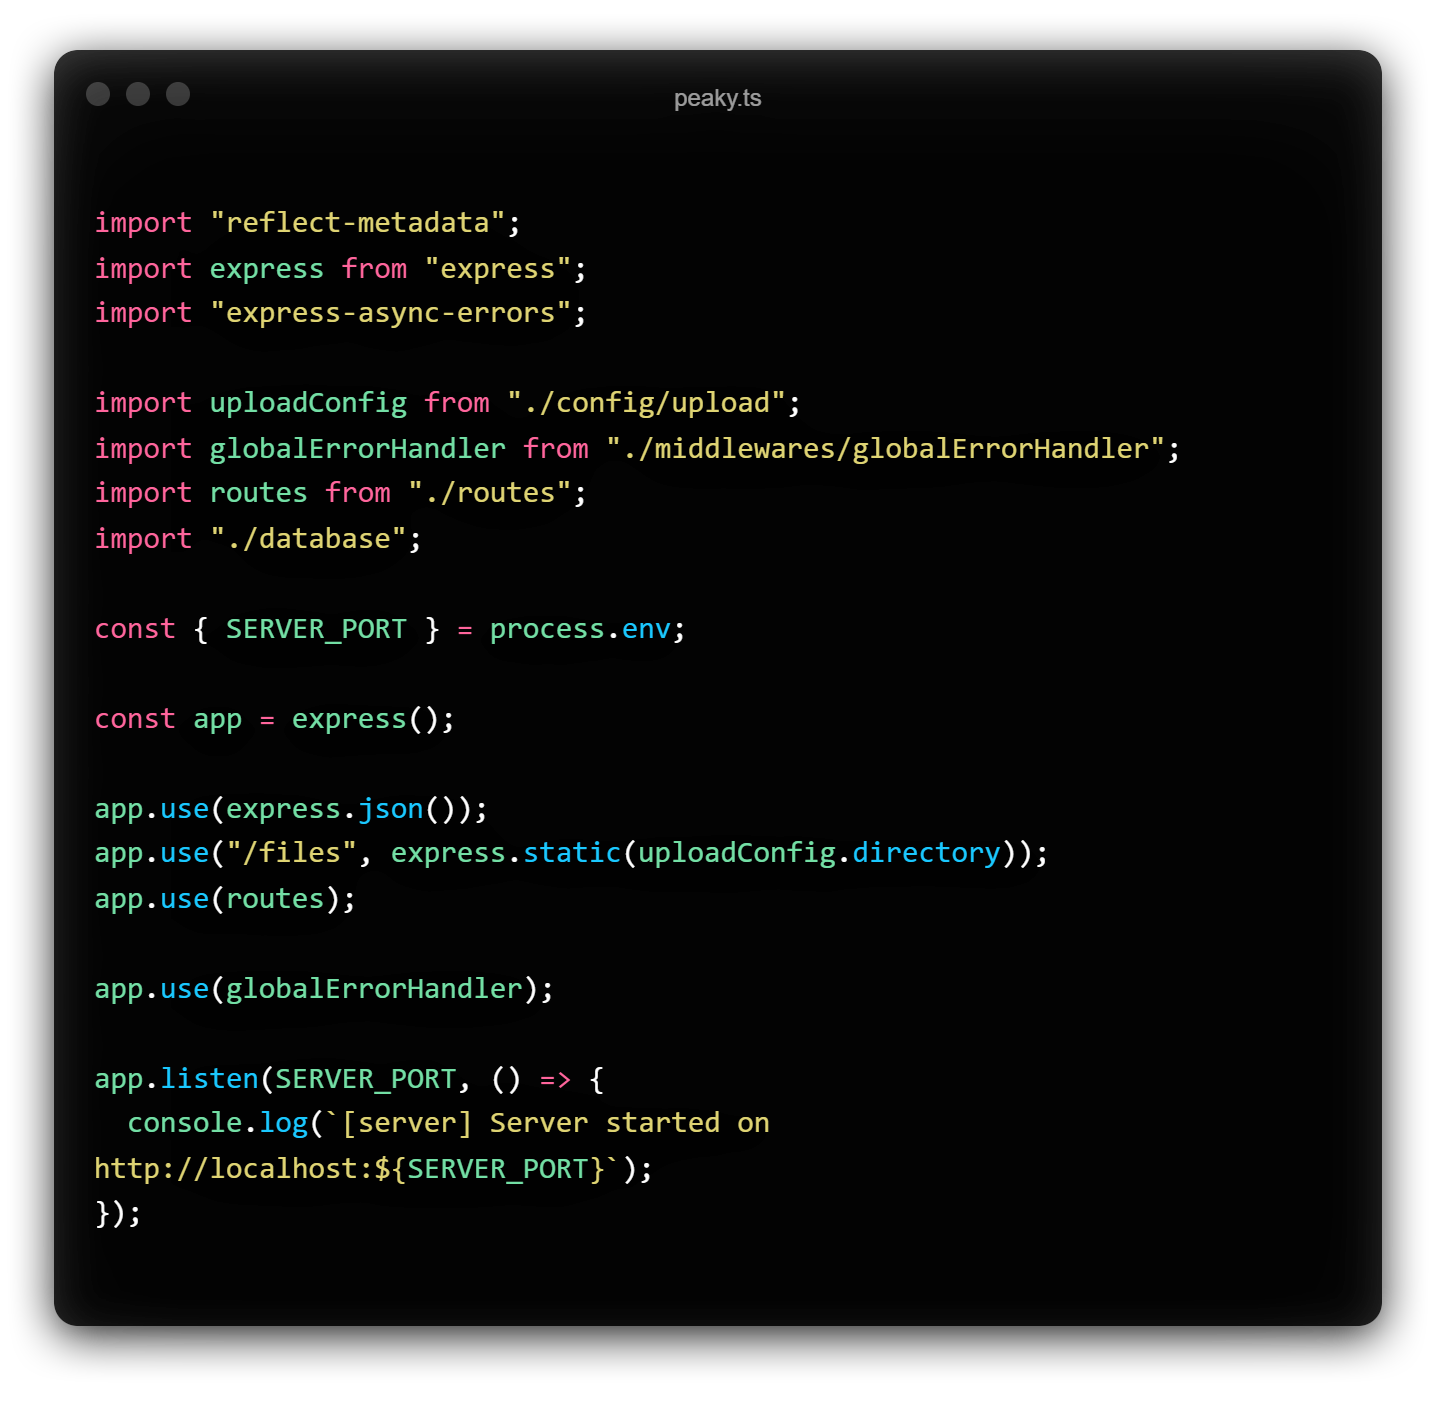 peaky.ts
import "reflect-metadata";
import express from "express";
import "express-async-errors";
import uploadConfig from "./config/upload";
import globalErrorHandler from "./middlewares/globalErrorHandler";
import routes from "./routes";
import "./database";
const { SERVER_PORT } = process.env;
const app = express();
app.use(express.json());
app.use("/files", express.static(uploadConfig.directory));
app.use(routes);
app.use(globalErrorHandler);
app.listen(SERVER_PORT, () => {
  console.log(`[server] Server started on
http://localhost:${SERVER_PORT}`);
});